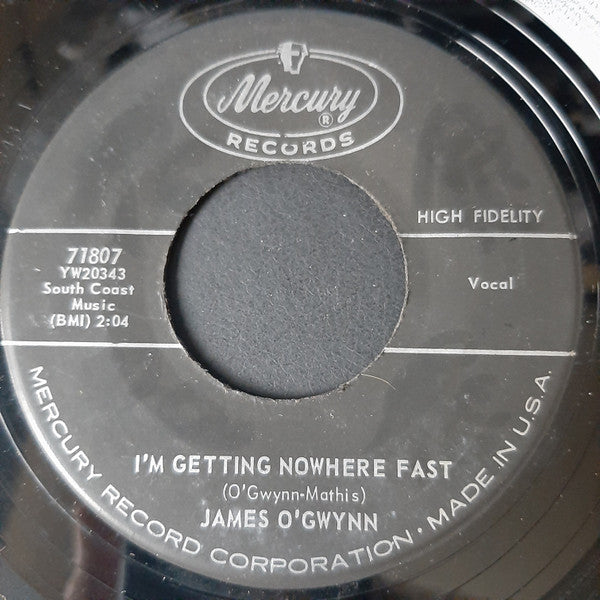 Mercury ®
RECORDS
HIGH FIDELITY
71807
YW20343
South Coast
Music
(BMI) 2:04
Vocal
I'M GETTING NOWHERE FAST
(O'Gwynn-Mathis)
JAMES O'GWYNN
MERCURY RECORD CORPORATION • MADE IN U.S.A.